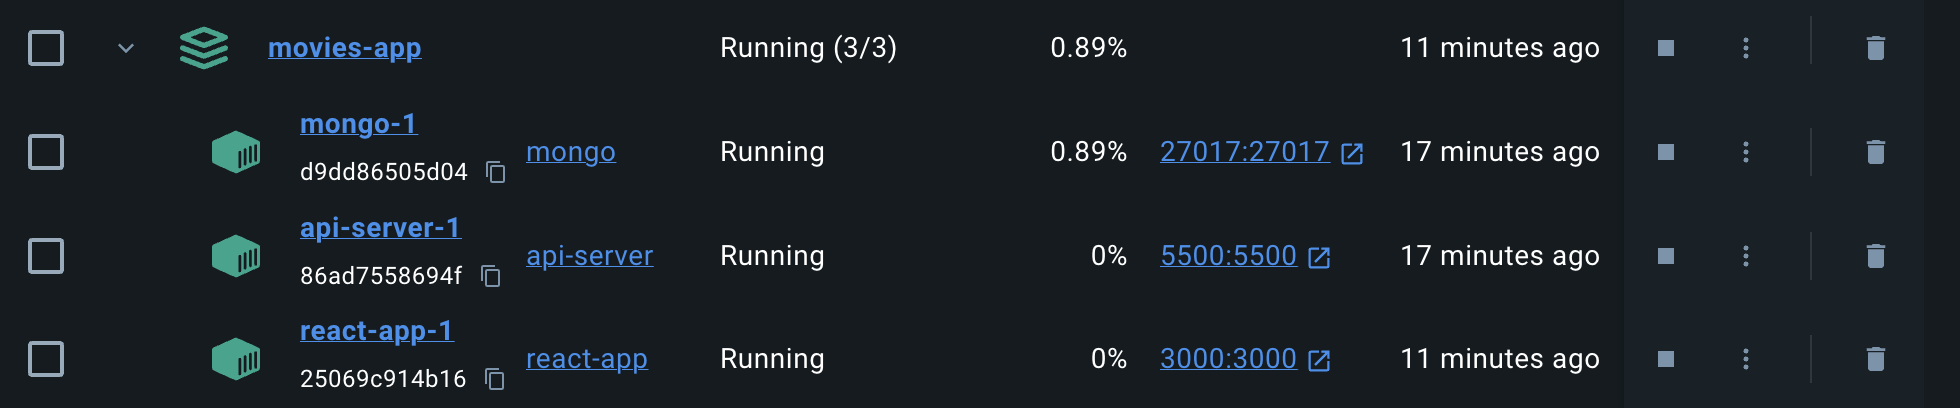 movies-app Running (3/3) 0.89% 11 minutes ago
mongo-1
d9dd86505d04 mongo Running 0.89% 27017:27017 17 minutes ago
api-server-1
86ad7558694f api-server Running 0% 5500:5500 17 minutes ago
react-app-1
25069c914b16 react-app Running 0% 3000:3000 11 minutes ago